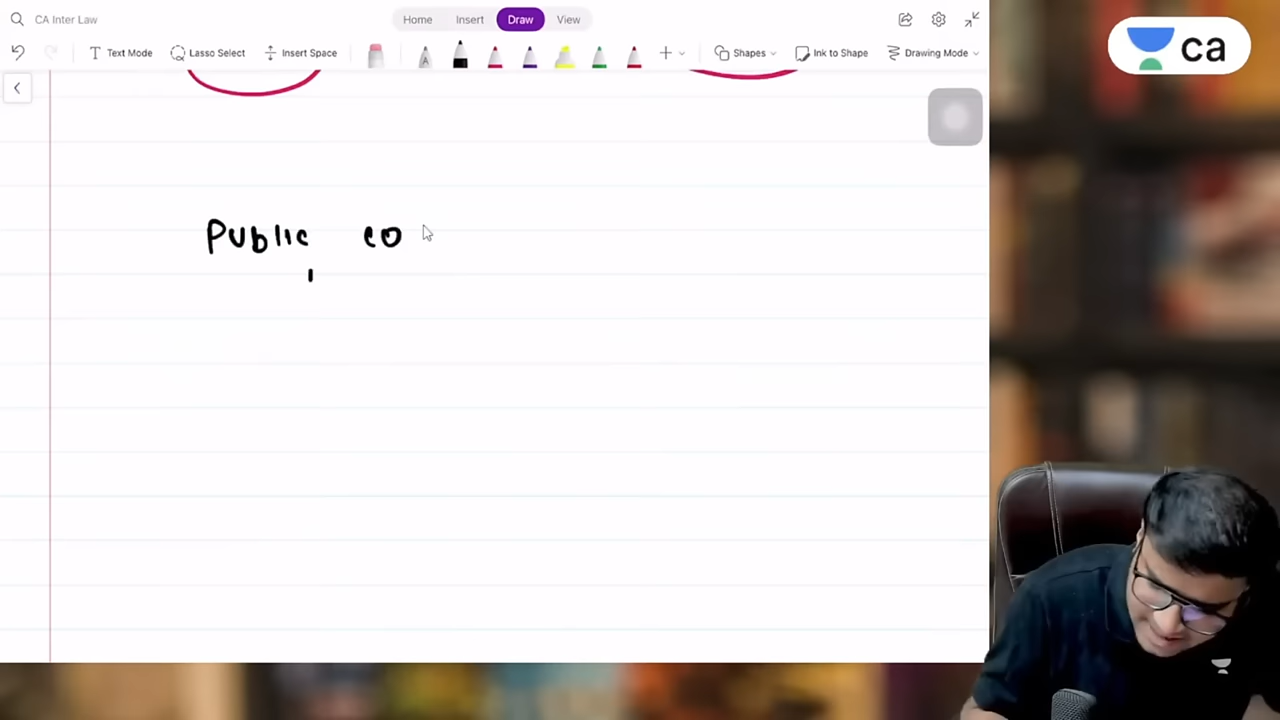 CA Inter Law
Home Insert Draw View
Text Mode Lasso Select Insert Space A Shapes Ink to Shape Drawing Mode
ca
Public co